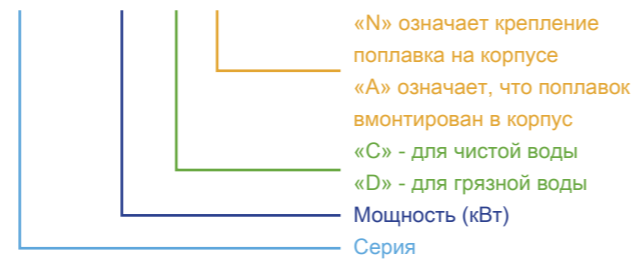 «N» означает крепление
поплавка на корпусе
«А» означает, что поплавок
вмонтирован в корпус
«С» - для чистой воды
«D» - для грязной воды
Мощность (кВт)
Серия